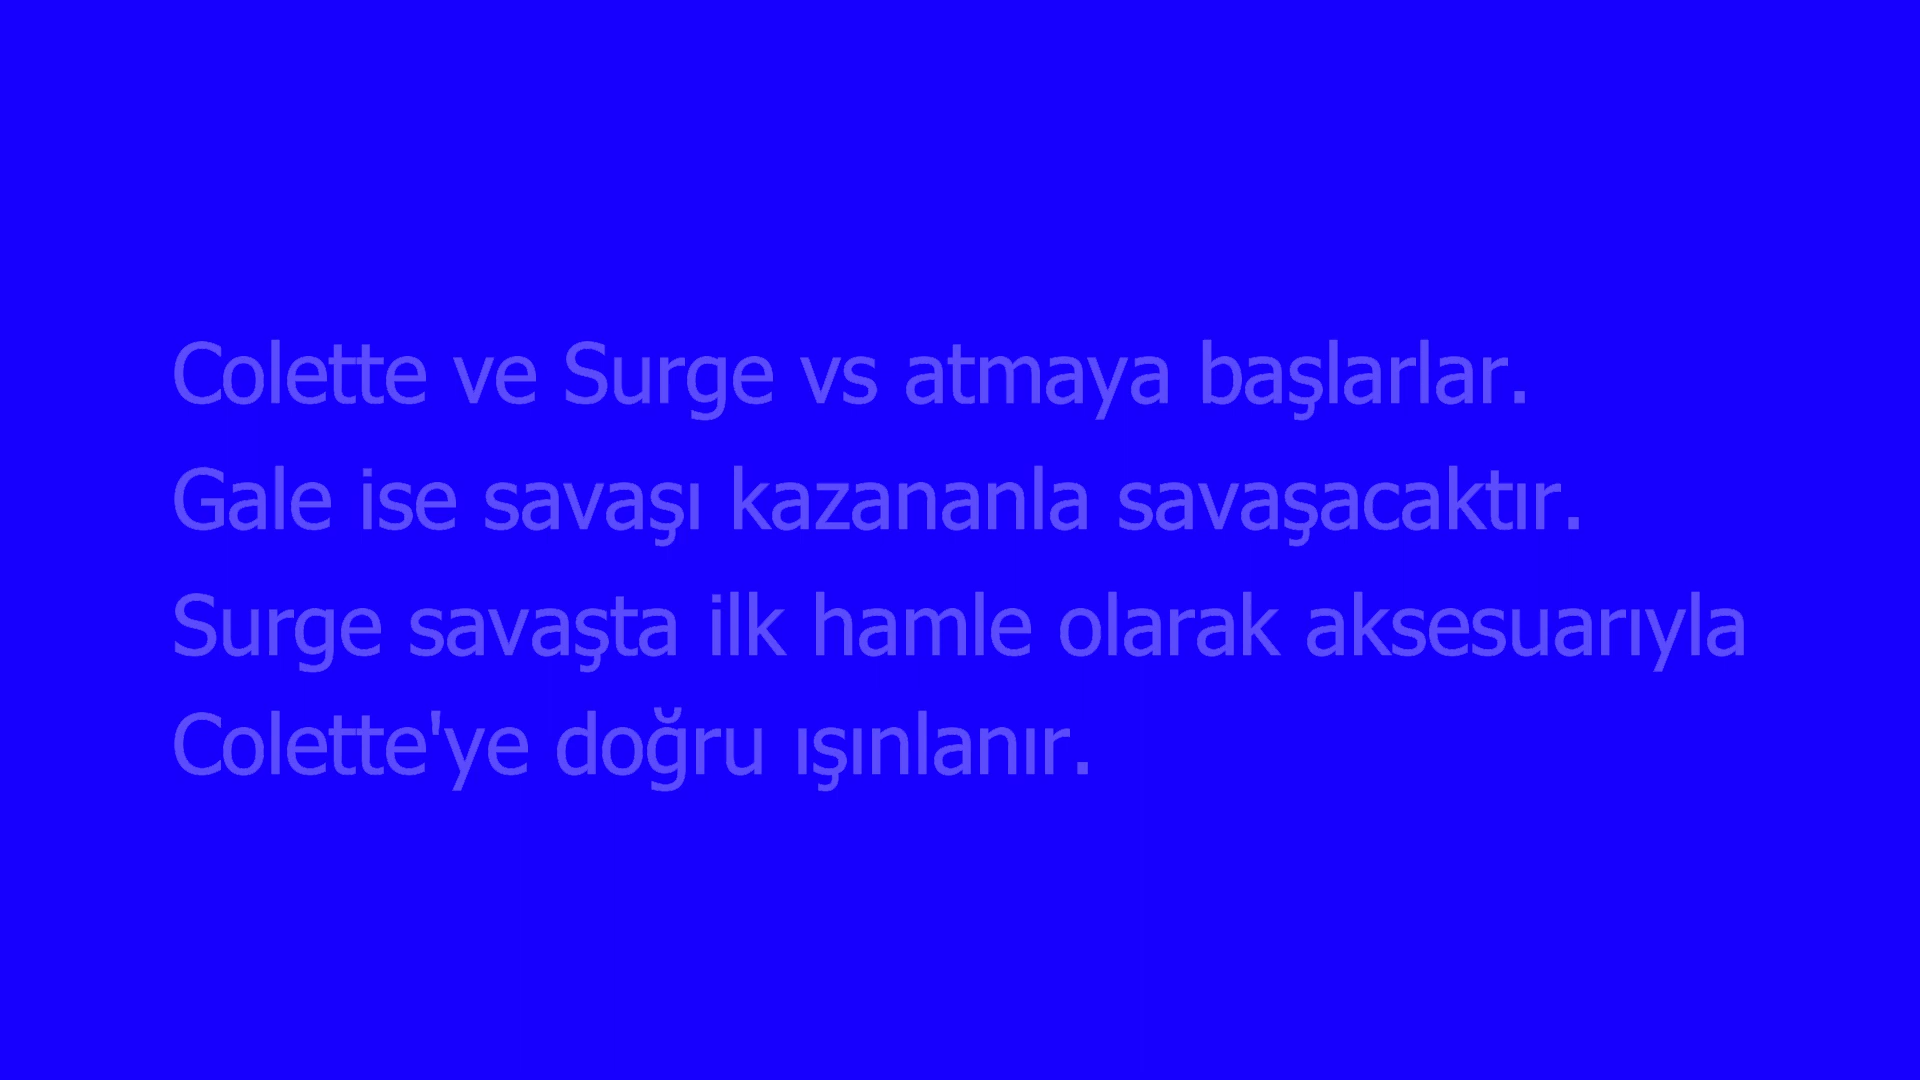 Colette ve Surge vs atmaya başlarlar.
Gale ise savaşı kazananla savaşacaktır.
Surge savaşta ilk hamle olarak aksesuarıyla
Colette'ye doğru ışınlanır.